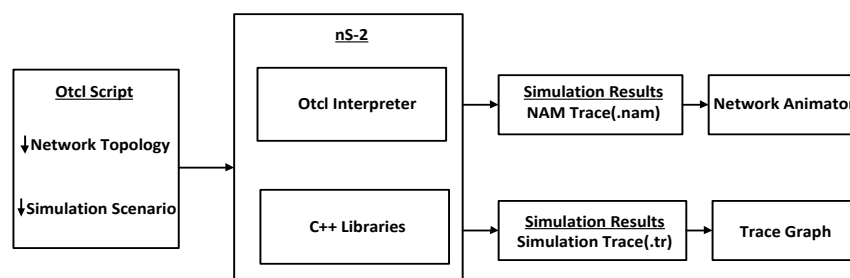 Otcl Script
Network Topology
Simulation Scenario
nS-2
Otcl Interpreter
C++ Libraries
Simulation Results
NAM Trace(.nam)
Network Animator
Simulation Results
Simulation Trace(.tr)
Trace Graph